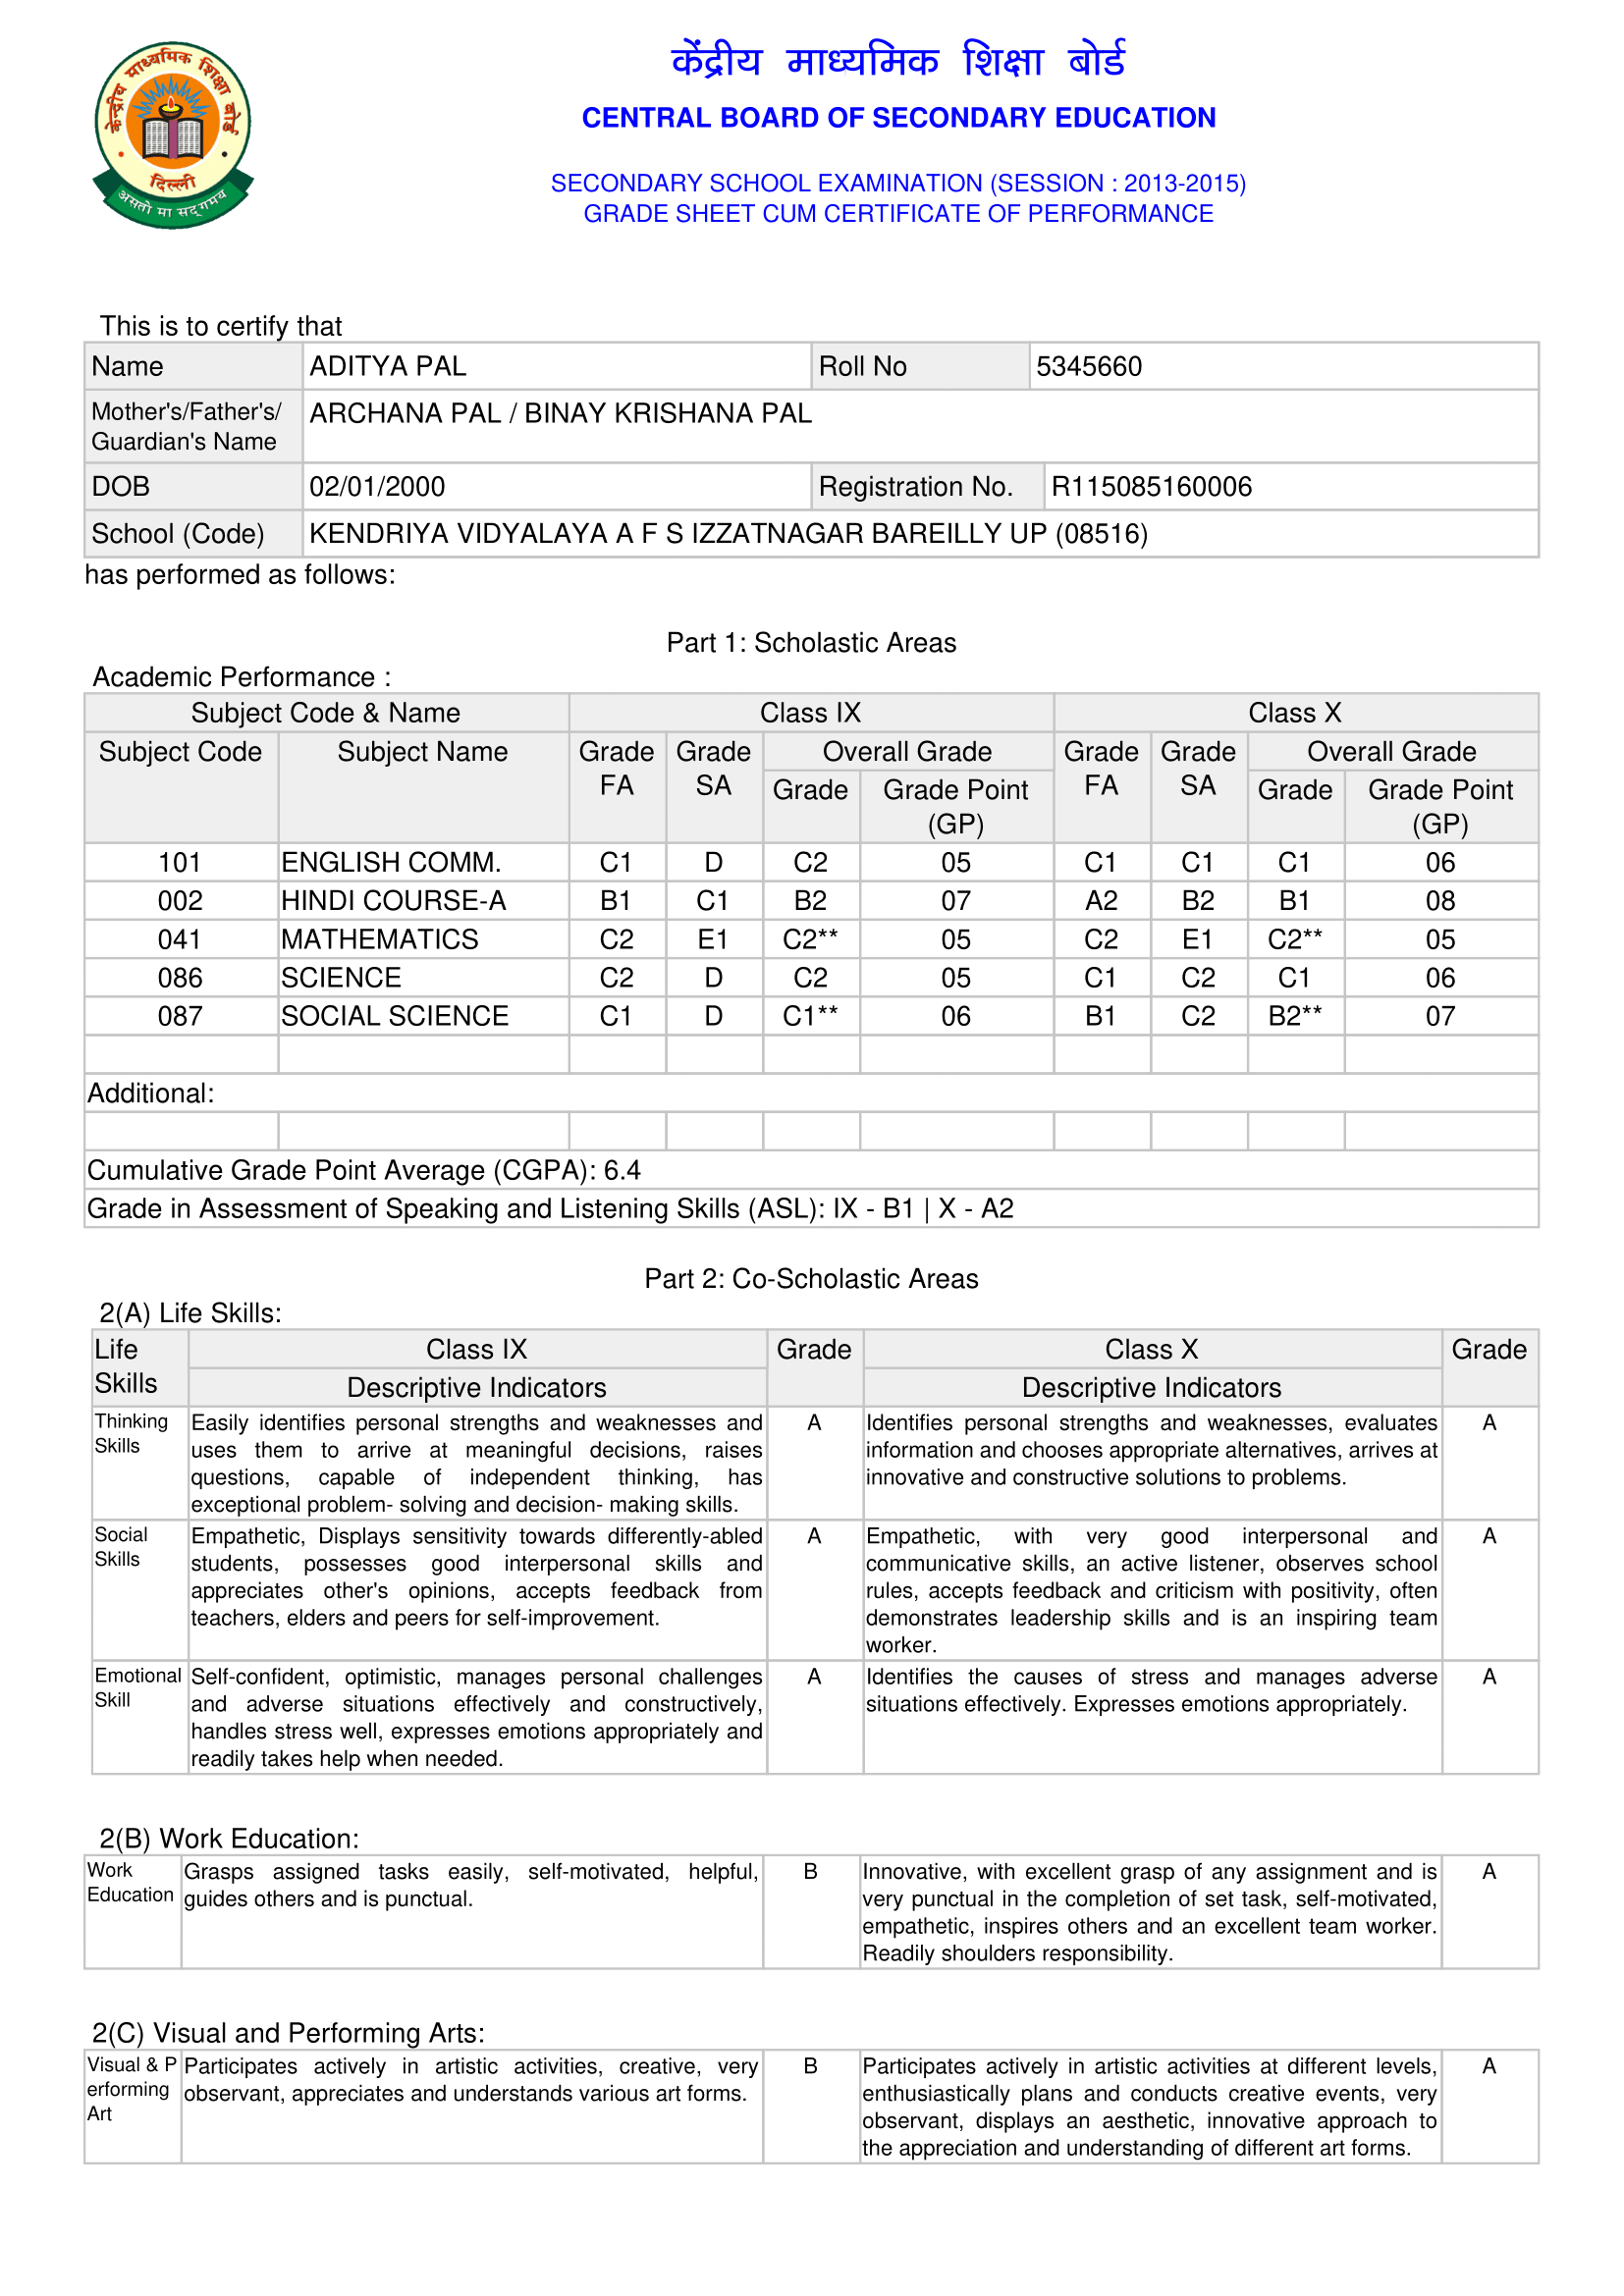 केन्द्रीय माध्यमिक शिक्षा बोर्ड
दिल्ली
असतो मा सद्गमय
केंद्रीय माध्यमिक शिक्षा बोर्ड
CENTRAL BOARD OF SECONDARY EDUCATION
SECONDARY SCHOOL EXAMINATION (SESSION : 2013-2015)
GRADE SHEET CUM CERTIFICATE OF PERFORMANCE
This is to certify that
Name ADITYA PAL Roll No 5345660
Mother's/Father's/ ARCHANA PAL / BINAY KRISHANA PAL
Guardian's Name
DOB 02/01/2000 Registration No. R115085160006
School (Code) KENDRIYA VIDYALAYA A F S IZZATNAGAR BAREILLY UP (08516)
has performed as follows:
Part 1: Scholastic Areas
Academic Performance :
Subject Code & Name Class IX Class X
Subject Code Subject Name Grade Grade Overall Grade Grade Grade Overall Grade
FA SA Grade Grade Point FA SA Grade Grade Point
(GP) (GP)
101 ENGLISH COMM. C1 D C2 05 C1 C1 C1 06
002 HINDI COURSE-A B1 C1 B2 07 A2 B2 B1 08
041 MATHEMATICS C2 E1 C2** 05 C2 E1 C2** 05
086 SCIENCE C2 D C2 05 C1 C2 C1 06
087 SOCIAL SCIENCE C1 D C1** 06 B1 C2 B2** 07
Additional:
Cumulative Grade Point Average (CGPA): 6.4
Grade in Assessment of Speaking and Listening Skills (ASL): IX - B1 | X - A2
Part 2: Co-Scholastic Areas
2(A) Life Skills:
Life Class IX Grade Class X Grade
Skills Descriptive Indicators Descriptive Indicators
Thinking Easily identifies personal strengths and weaknesses and A Identifies personal strengths and weaknesses, evaluates A
Skills uses them to arrive at meaningful decisions, raises information and chooses appropriate alternatives, arrives at
questions, capable of independent thinking, has innovative and constructive solutions to problems.
exceptional problem- solving and decision- making skills.
Social Empathetic, Displays sensitivity towards differently-abled A Empathetic, with very good interpersonal and A
Skills students, possesses good interpersonal skills and communicative skills, an active listener, observes school
appreciates other's opinions, accepts feedback from rules, accepts feedback and criticism with positivity, often
teachers, elders and peers for self-improvement. demonstrates leadership skills and is an inspiring team
worker.
Emotional Self-confident, optimistic, manages personal challenges A Identifies the causes of stress and manages adverse A
Skill and adverse situations effectively and constructively, situations effectively. Expresses emotions appropriately.
handles stress well, expresses emotions appropriately and
readily takes help when needed.
2(B) Work Education:
Work Grasps assigned tasks easily, self-motivated, helpful, B Innovative, with excellent grasp of any assignment and is A
Education guides others and is punctual. very punctual in the completion of set task, self-motivated,
empathetic, inspires others and an excellent team worker.
Readily shoulders responsibility.
2(C) Visual and Performing Arts:
Visual & P Participates actively in artistic activities, creative, very B Participates actively in artistic activities at different levels, A
erforming observant, appreciates and understands various art forms. enthusiastically plans and conducts creative events, very
Art observant, displays an aesthetic, innovative approach to
the appreciation and understanding of different art forms.